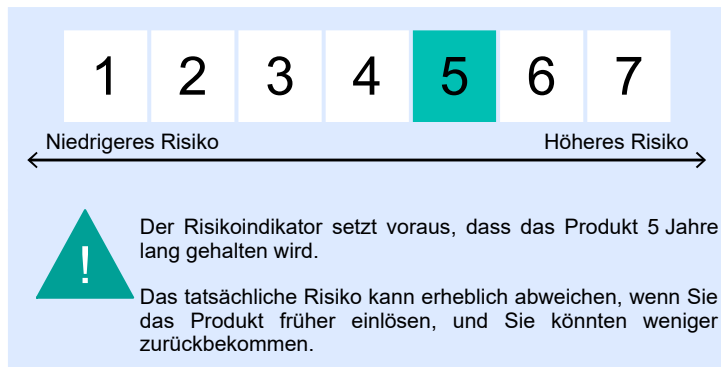 1 2 3 4 5 6 7
Niedrigeres Risiko Höheres Risiko
!
Der Risikoindikator setzt voraus, dass das Produkt 5 Jahre
lang gehalten wird.
Das tatsächliche Risiko kann erheblich abweichen, wenn Sie
das Produkt früher einlösen, und Sie könnten weniger
zurückbekommen.